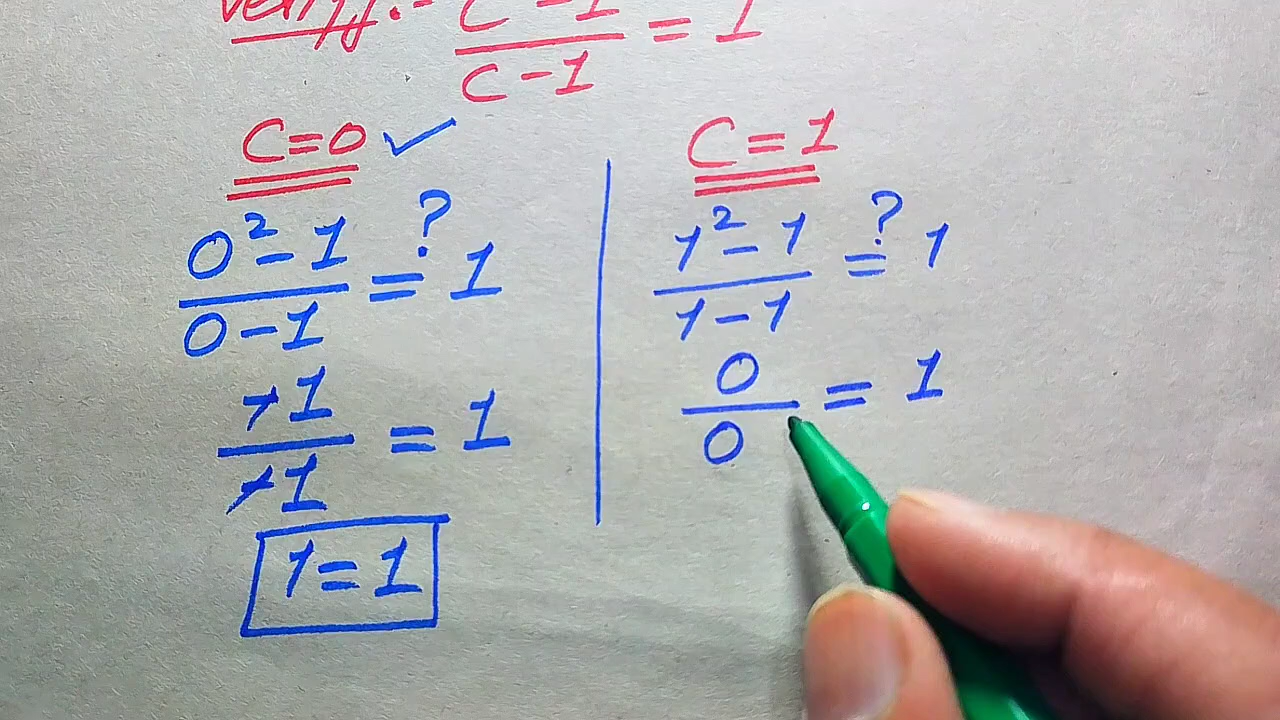 Verify:- C²-1
/ C-1 = 1
C=0 ✓
0²-1
/ 0-1 =? 1
-1
/ -1 = 1
1=1
C=1
1²-1
/ 1-1 =? 1
0
/ 0 = 1